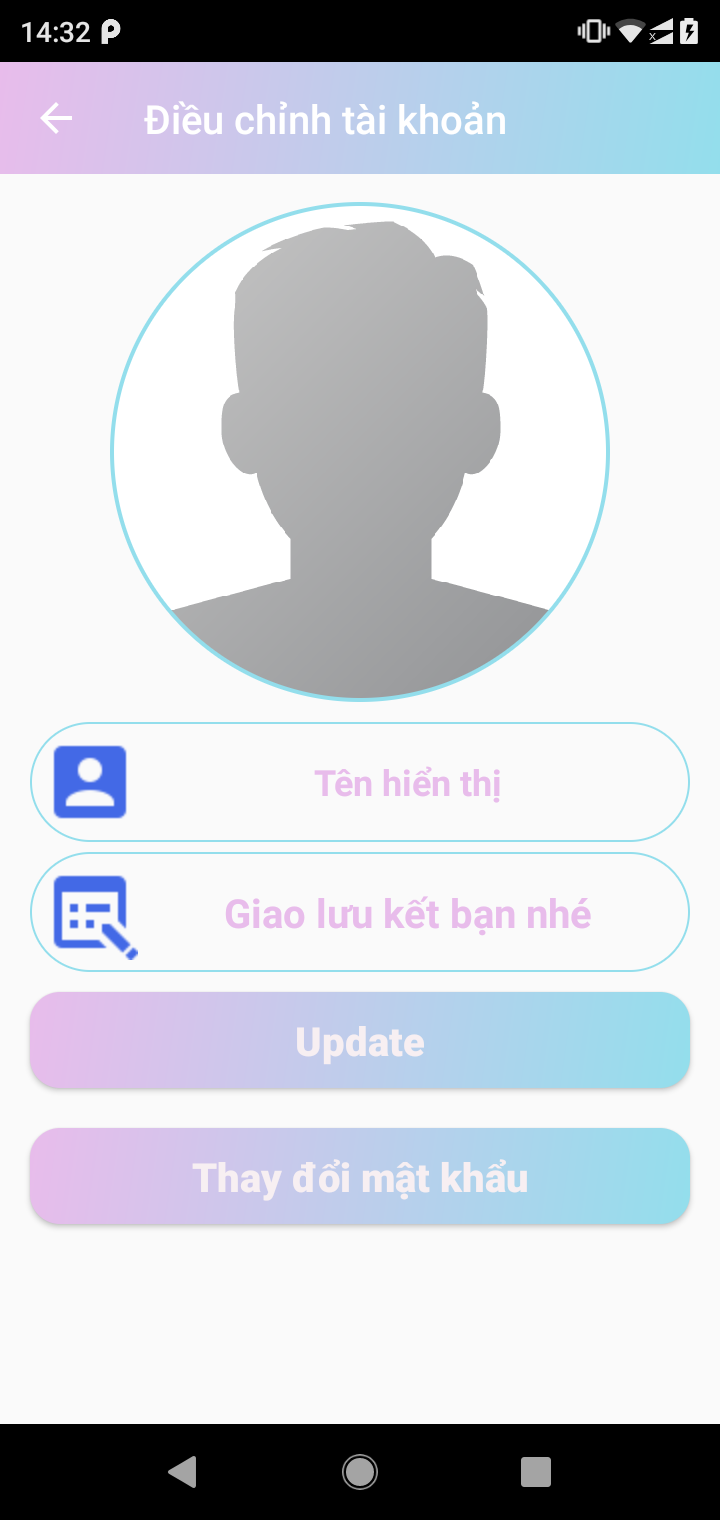 14:32
Điều chỉnh tài khoản
Tên hiển thị
Giao lưu kết bạn nhé
Update
Thay đổi mật khẩu